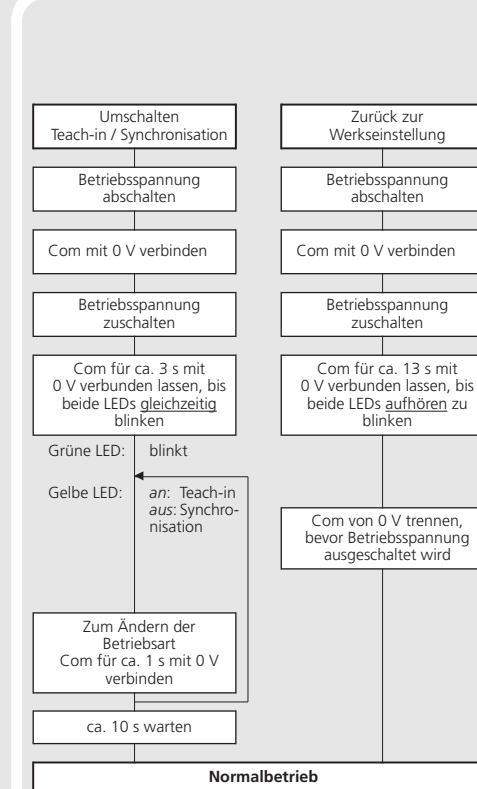 Umschalten
Teach-in / Synchronisation
Betriebsspannung
abschalten
Com mit 0 V verbinden
Betriebsspannung
zuschalten
Com für ca. 3 s mit
0 V verbunden lassen, bis
beide LEDs gleichzeitig
blinken
Grüne LED: blinkt
Gelbe LED: an: Teach-in
aus: Synchro-
nisation
Zum Ändern der
Betriebsart
Com für ca. 1 s mit 0 V
verbinden
ca. 10 s warten
Zurück zur
Werkseinstellung
Betriebsspannung
abschalten
Com mit 0 V verbinden
Betriebsspannung
zuschalten
Com für ca. 13 s mit
0 V verbunden lassen, bis
beide LEDs aufhören zu
blinken
Com von 0 V trennen,
bevor Betriebsspannung
ausgeschaltet wird
Normalbetrieb